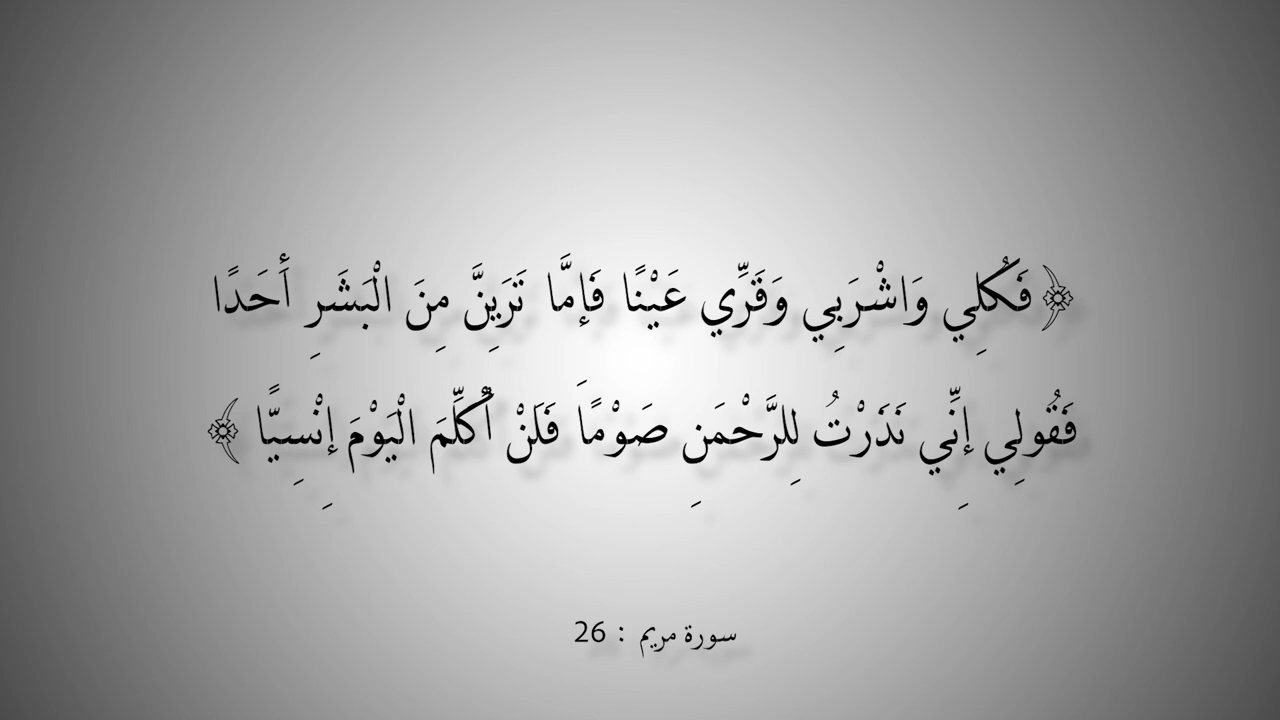 ﴿فَكُلِي وَاشْرَبِي وَقَرِّي عَيْنًا فَإِمَّا تَرَيِنَّ مِنَ الْبَشَرِ أَحَدًا
فَقُولِي إِنِّي نَذَرْتُ لِلرَّحْمَنِ صَوْمًا فَلَنْ أُكَلِّمَ الْيَوْمَ إِنْسِيًّا ﴾
سورة مريم : 26